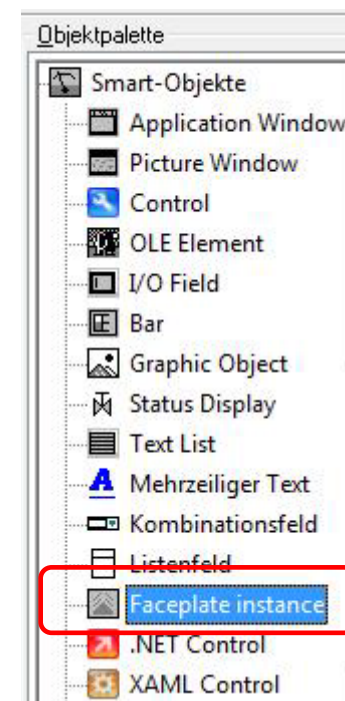 Objektpalette
Smart-Objekte
Application Window
Picture Window
Control
OLE Element
I/O Field
Bar
Graphic Object
Status Display
Text List
A Mehrzeiliger Text
Kombinationsfeld
Listenfeld
Faceplate instance
.NET Control
XAML Control